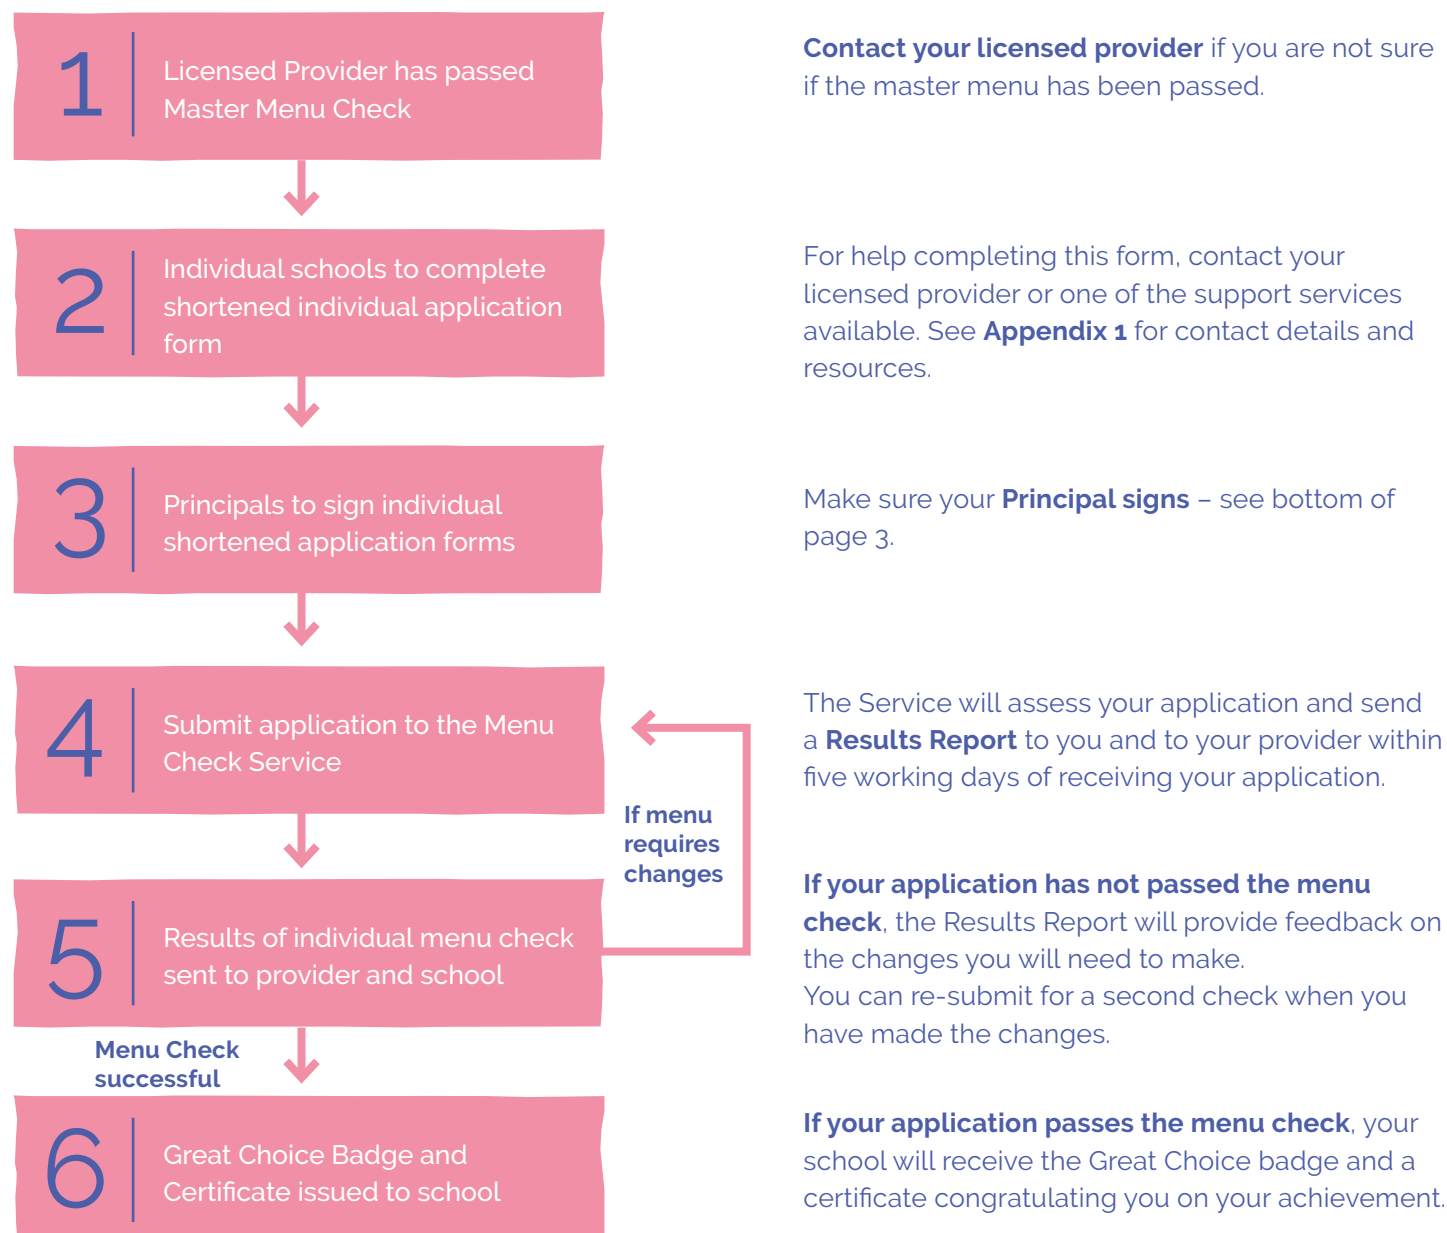 1
Licensed Provider has passed
Master Menu Check
Contact your licensed provider if you are not sure
if the master menu has been passed.
2
Individual schools to complete
shortened individual application
form
For help completing this form, contact your
licensed provider or one of the support services
available. See Appendix 1 for contact details and
resources.
3
Principals to sign individual
shortened application forms
Make sure your Principal signs – see bottom of
page 3.
4
Submit application to the Menu
Check Service
The Service will assess your application and send
a Results Report to you and to your provider within
five working days of receiving your application.
If menu
requires
changes
5
Results of individual menu check
sent to provider and school
If your application has not passed the menu
check, the Results Report will provide feedback on
the changes you will need to make.
You can re-submit for a second check when you
have made the changes.
Menu Check
successful
6
Great Choice Badge and
Certificate issued to school
If your application passes the menu check, your
school will receive the Great Choice badge and a
certificate congratulating you on your achievement.